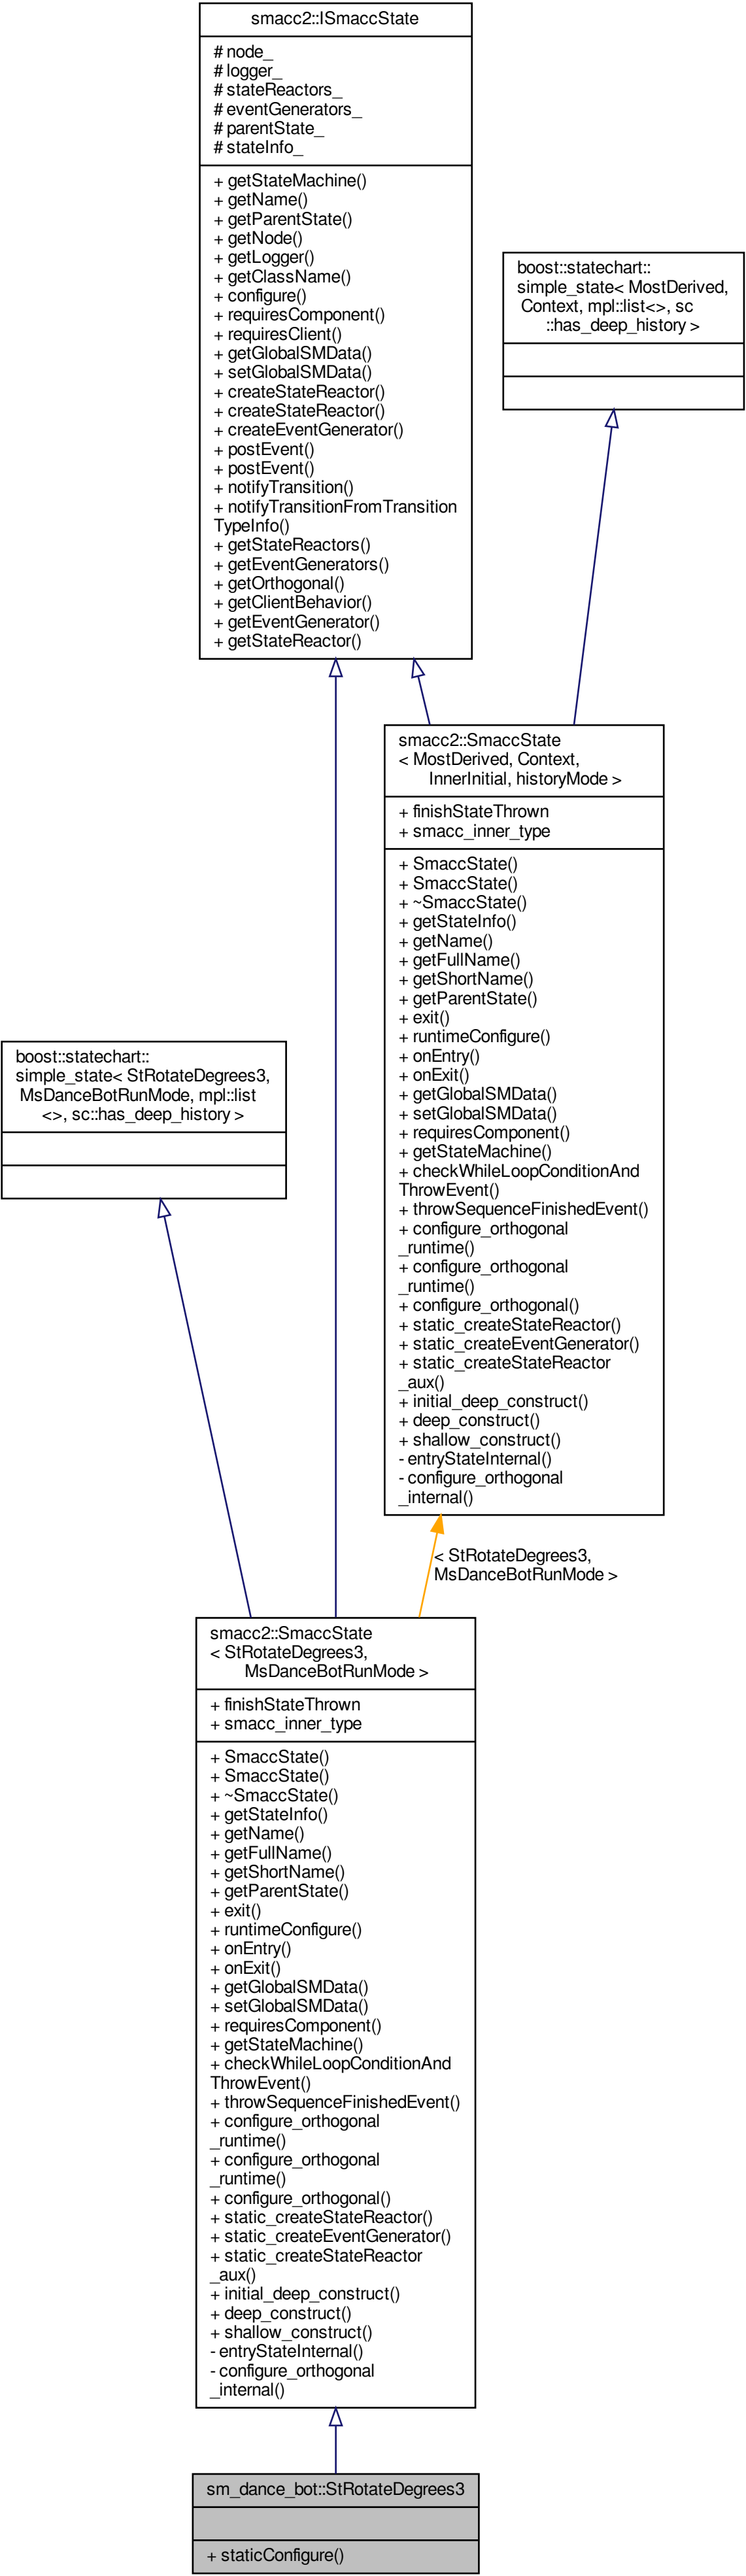 smacc2::ISmaccState
# node_
# logger_
# stateReactors_
# eventGenerators_
# parentState_
# stateInfo_
+ getStateMachine()
+ getName()
+ getParentState()
+ getNode()
+ getLogger()
+ getClassName()
+ configure()
+ requiresComponent()
+ requiresClient()
+ getGlobalSMData()
+ setGlobalSMData()
+ createStateReactor()
+ createStateReactor()
+ createEventGenerator()
+ postEvent()
+ postEvent()
+ notifyTransition()
+ notifyTransitionFromTransition
TypeInfo()
+ getStateReactors()
+ getEventGenerators()
+ getOrthogonal()
+ getClientBehavior()
+ getEventGenerator()
+ getStateReactor()
boost::statechart::
simple_state< MostDerived,
Context, mpl::list<>, sc
::has_deep_history >
smacc2::SmaccState
< MostDerived, Context,
InnerInitial, historyMode >
+ finishStateThrown
+ smacc_inner_type
+ SmaccState()
+ SmaccState()
+ ~SmaccState()
+ getStateInfo()
+ getName()
+ getFullName()
+ getShortName()
+ getParentState()
+ exit()
+ runtimeConfigure()
+ onEntry()
+ onExit()
+ getGlobalSMData()
+ setGlobalSMData()
+ requiresComponent()
+ getStateMachine()
+ checkWhileLoopConditionAnd
ThrowEvent()
+ throwSequenceFinishedEvent()
+ configure_orthogonal
_runtime()
+ configure_orthogonal
_runtime()
+ configure_orthogonal()
+ static_createStateReactor()
+ static_createEventGenerator()
+ static_createStateReactor
_aux()
+ initial_deep_construct()
+ deep_construct()
+ shallow_construct()
- entryStateInternal()
- configure_orthogonal
_internal()
boost::statechart::
simple_state< StRotateDegrees3,
MsDanceBotRunMode, mpl::list
<>, sc::has_deep_history >
< StRotateDegrees3,
MsDanceBotRunMode >
smacc2::SmaccState
< StRotateDegrees3,
MsDanceBotRunMode >
+ finishStateThrown
+ smacc_inner_type
+ SmaccState()
+ SmaccState()
+ ~SmaccState()
+ getStateInfo()
+ getName()
+ getFullName()
+ getShortName()
+ getParentState()
+ exit()
+ runtimeConfigure()
+ onEntry()
+ onExit()
+ getGlobalSMData()
+ setGlobalSMData()
+ requiresComponent()
+ getStateMachine()
+ checkWhileLoopConditionAnd
ThrowEvent()
+ throwSequenceFinishedEvent()
+ configure_orthogonal
_runtime()
+ configure_orthogonal
_runtime()
+ configure_orthogonal()
+ static_createStateReactor()
+ static_createEventGenerator()
+ static_createStateReactor
_aux()
+ initial_deep_construct()
+ deep_construct()
+ shallow_construct()
- entryStateInternal()
- configure_orthogonal
_internal()
sm_dance_bot::StRotateDegrees3
+ staticConfigure()